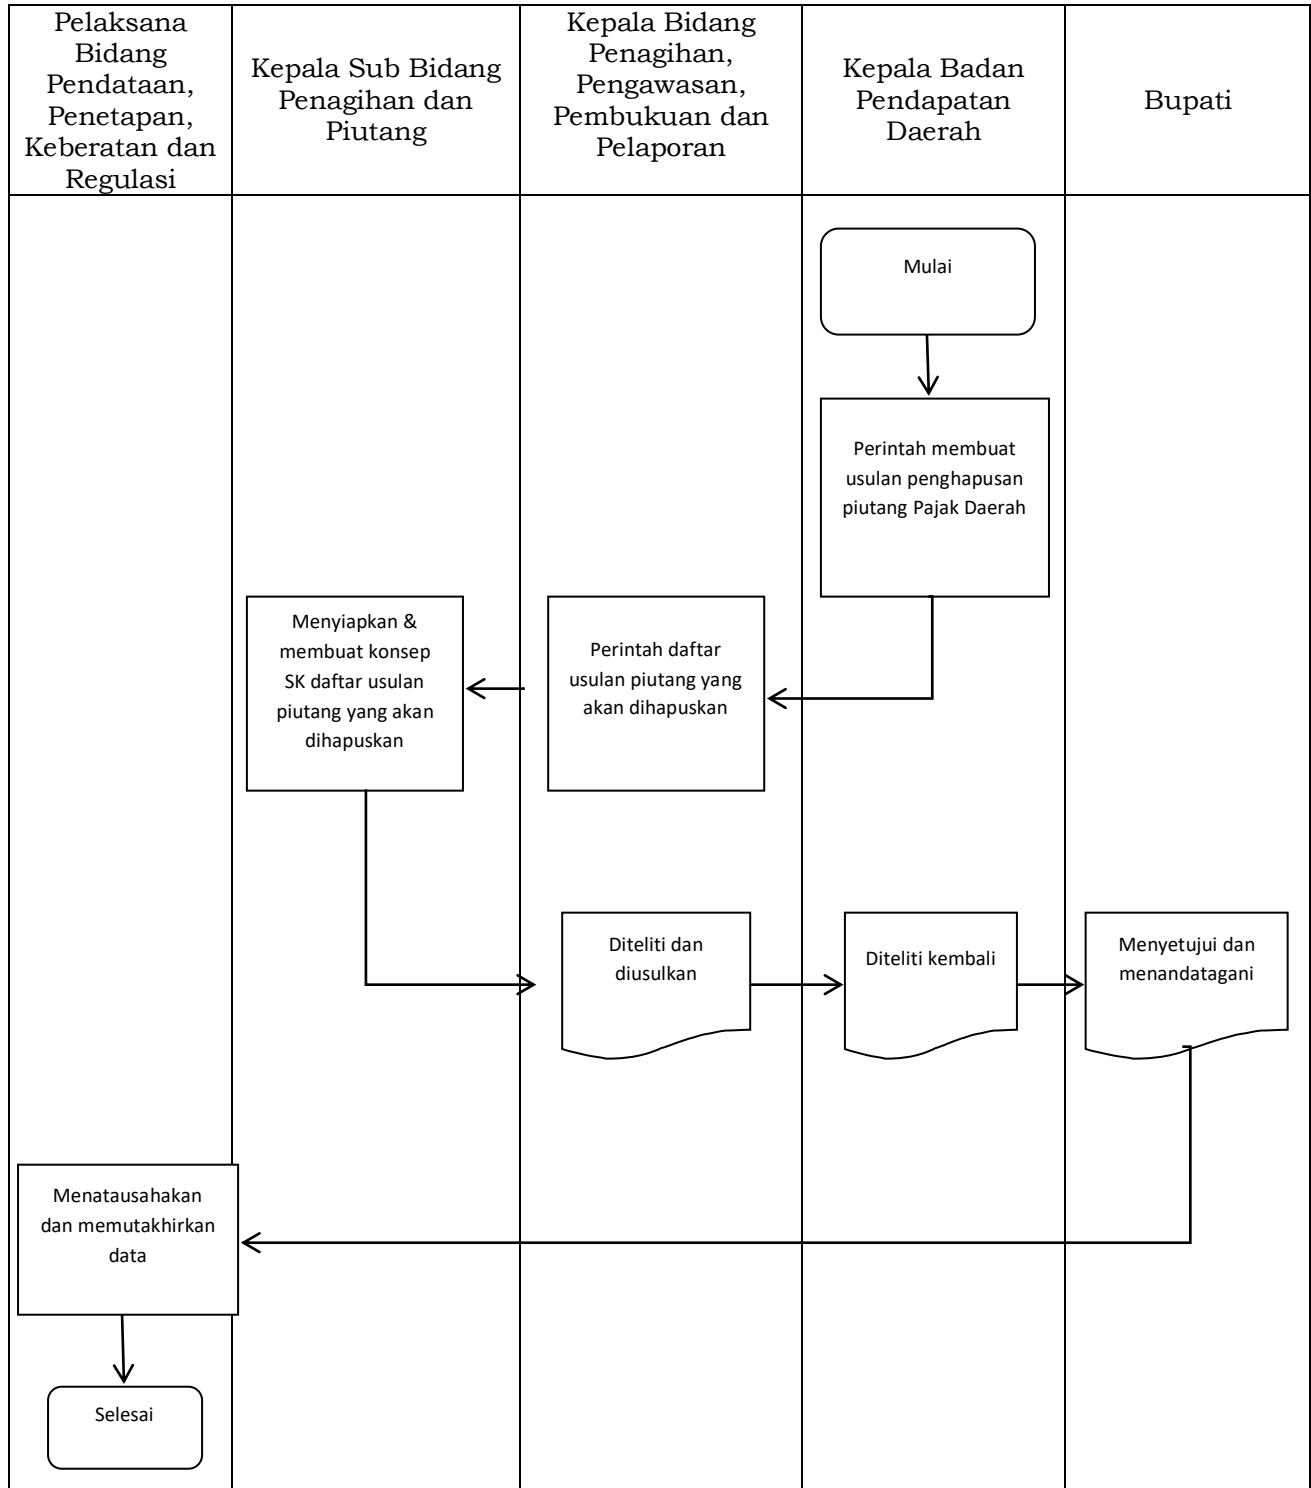 Pelaksana
Bidang
Pendataan,
Penetapan,
Keberatan dan
Regulasi
Kepala Sub Bidang
Penagihan dan
Piutang
Kepala Bidang
Penagihan,
Pengawasan,
Pembukuan dan
Pelaporan
Kepala Badan
Pendapatan
Daerah
Bupati
Mulai
Perintah membuat
usulan penghapusan
piutang Pajak Daerah
Perintah daftar
usulan piutang yang
akan dihapuskan
Menyiapkan &
membuat konsep
SK daftar usulan
piutang yang akan
dihapuskan
Diteliti dan
diusulkan
Diteliti kembali
Menyetujui dan
menandatagani
Menatausahakan
dan memutakhirkan
data
Selesai